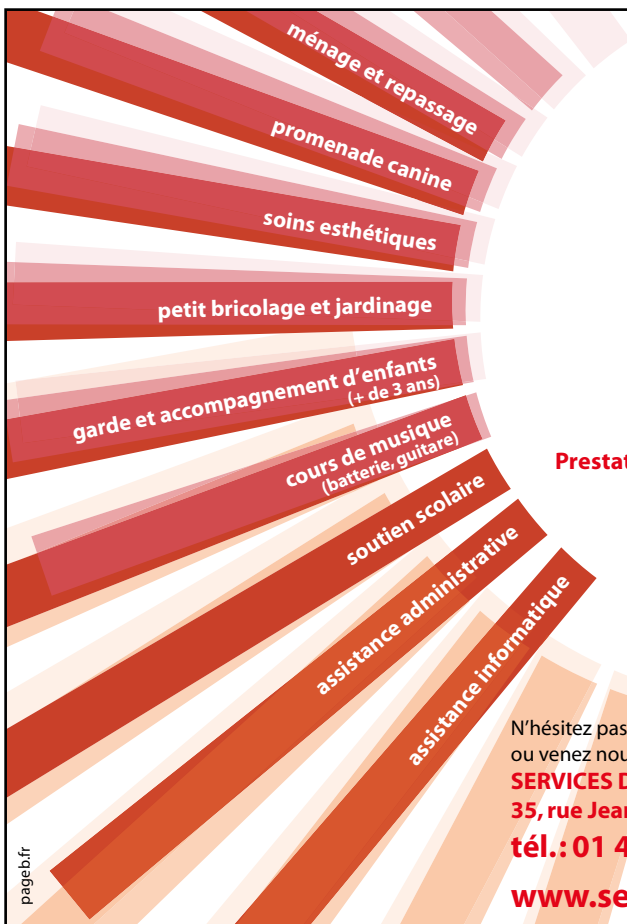 ménage et repassage
promenade canine
soins esthétiques
petit bricolage et jardinage
garde et accompagnement d’enfants
(+ de 3 ans)
cours de musique
(batterie, guitare)
soutien scolaire
assistance administrative
assistance informatique
Prestat
N’hésitez pas
ou venez nou
SERVICES D
35, rue Jean
tél.: 01 4
www.se
pageb.fr